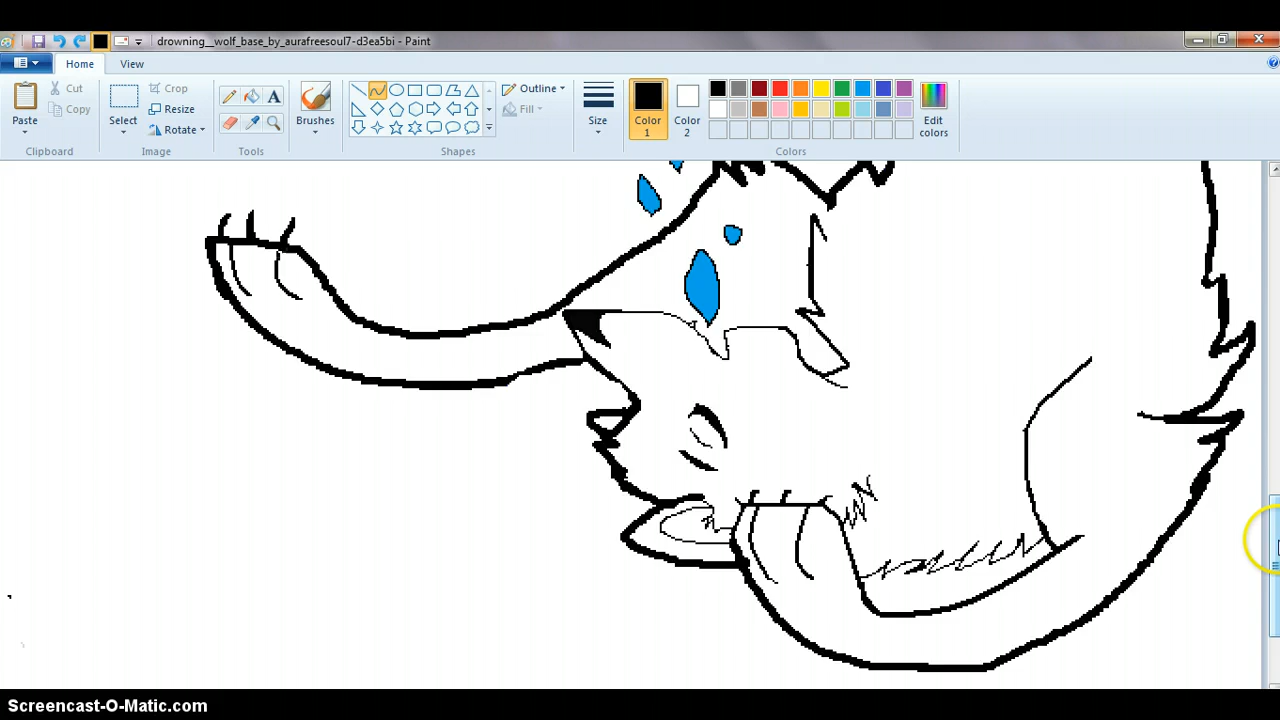 drowning__wolf_base_by_aurafreesoul7-d3ea5bi - Paint
Home View
Paste Cut Copy Select Crop Resize Rotate A Brushes Outline Fill Size Color 1 Color 2 Edit colors
Clipboard Image Tools Shapes Colors
Screencast-O-Matic.com